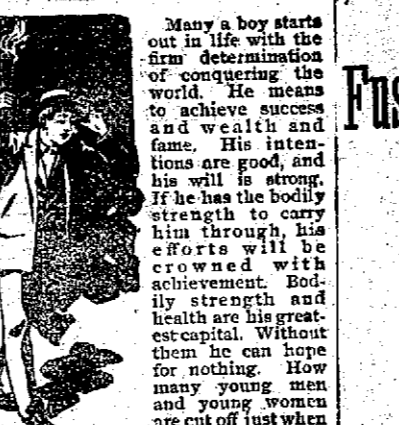 Many a boy starts
out in life with the
firm determination
of conquering the
world. He means
to achieve success
and wealth and
fame. His inten-
tions are good, and
his will is strong.
If he has the bodily
strength to carry
him through, his
efforts will be
crowned with
achievement. Bod-
ily strength and
health are his great-
est capital. Without
them he can hope
for nothing. How
many young men
and young women
are cut off just when